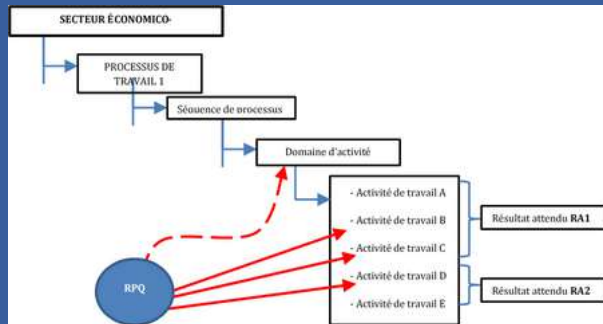 SECTEUR ÉCONOMICO-
PROCESSUS DE
TRAVAIL 1
Séquence de processus
Domaine d'activité
- Activité de travail A
- Activité de travail B
- Activité de travail C
- Activité de travail D
- Activité de travail E
Résultat attendu RA1
Résultat attendu RA2
RPQ